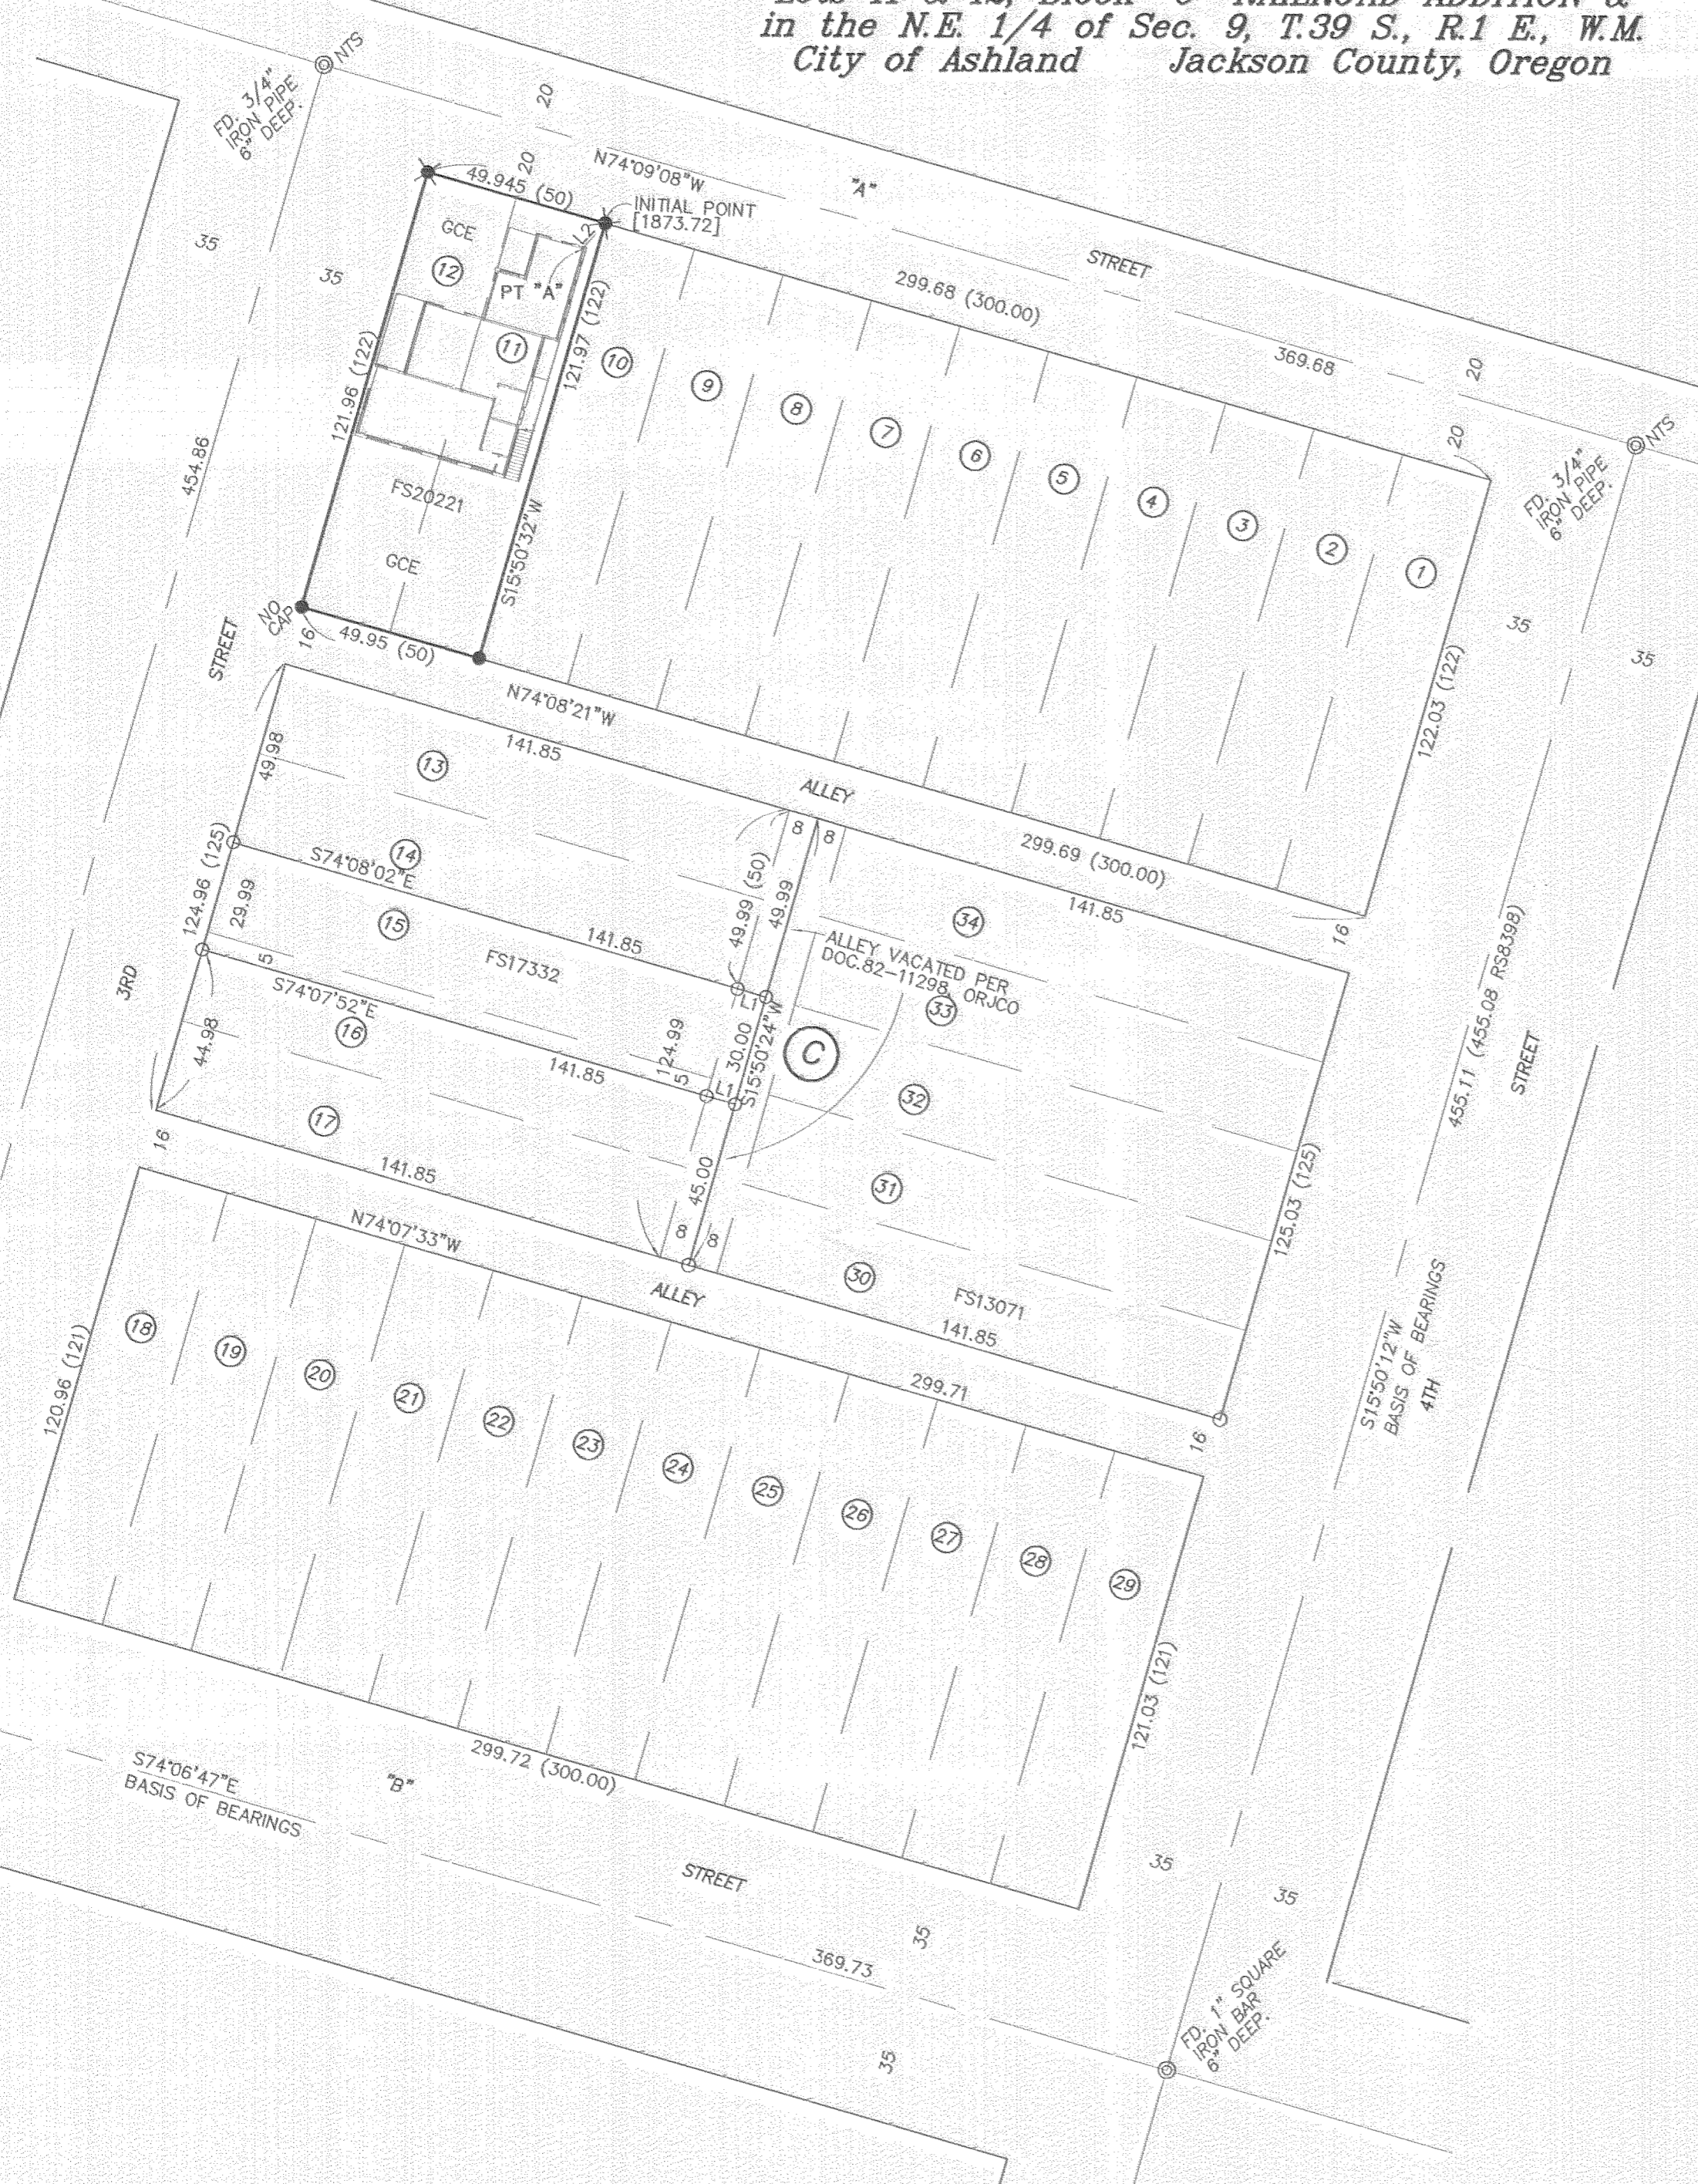 in the N.E. 1/4 of Sec. 9, T.39 S., R.1 E., W.M.
City of Ashland Jackson County, Oregon
NTS
FD. 3/4"
IRON PIPE
6" DEEP.
20
20
N74°09'08"W
"A"
STREET
49.945 (50)
INITIAL POINT
[1873.72]
L2
GCE
12
PT "A"
11
35
35
121.96 (122)
121.97 (122)
299.68 (300.00)
369.68
20
20
NTS
FD. 3/4"
IRON PIPE
6" DEEP.
10
9
8
7
6
5
4
3
2
1
454.86
FS20221
GCE
S15°50'32"W
NO
CAP
16
49.95 (50)
STREET
35
35
122.03 (122)
N74°08'21"W
141.85
ALLEY
299.69 (300.00)
141.85
16
49.98
13
14
S74°08'02"E
8
8
49.99 (50)
49.99
34
124.96 (125)
29.99
15
141.85
FS17332
ALLEY VACATED PER
DOC.82-11298, ORJCO
33
5
S74°07'52"E
L1
3RD
16
44.98
124.99
30.00
S15°50'24"W
C
141.85
5
L1
32
455.11 (455.08 RS8398)
STREET
17
16
141.85
45.00
31
125.03 (125)
8
8
N74°07'33"W
ALLEY
30
FS13071
141.85
S15°50'12"W
BASIS OF BEARINGS
4TH
299.71
16
120.96 (121)
18
19
20
21
22
23
24
25
26
27
28
29
121.03 (121)
299.72 (300.00)
S74°06'47"E
BASIS OF BEARINGS
"B"
STREET
35
35
35
369.73
35
FD. 1" SQUARE
IRON BAR
6" DEEP.